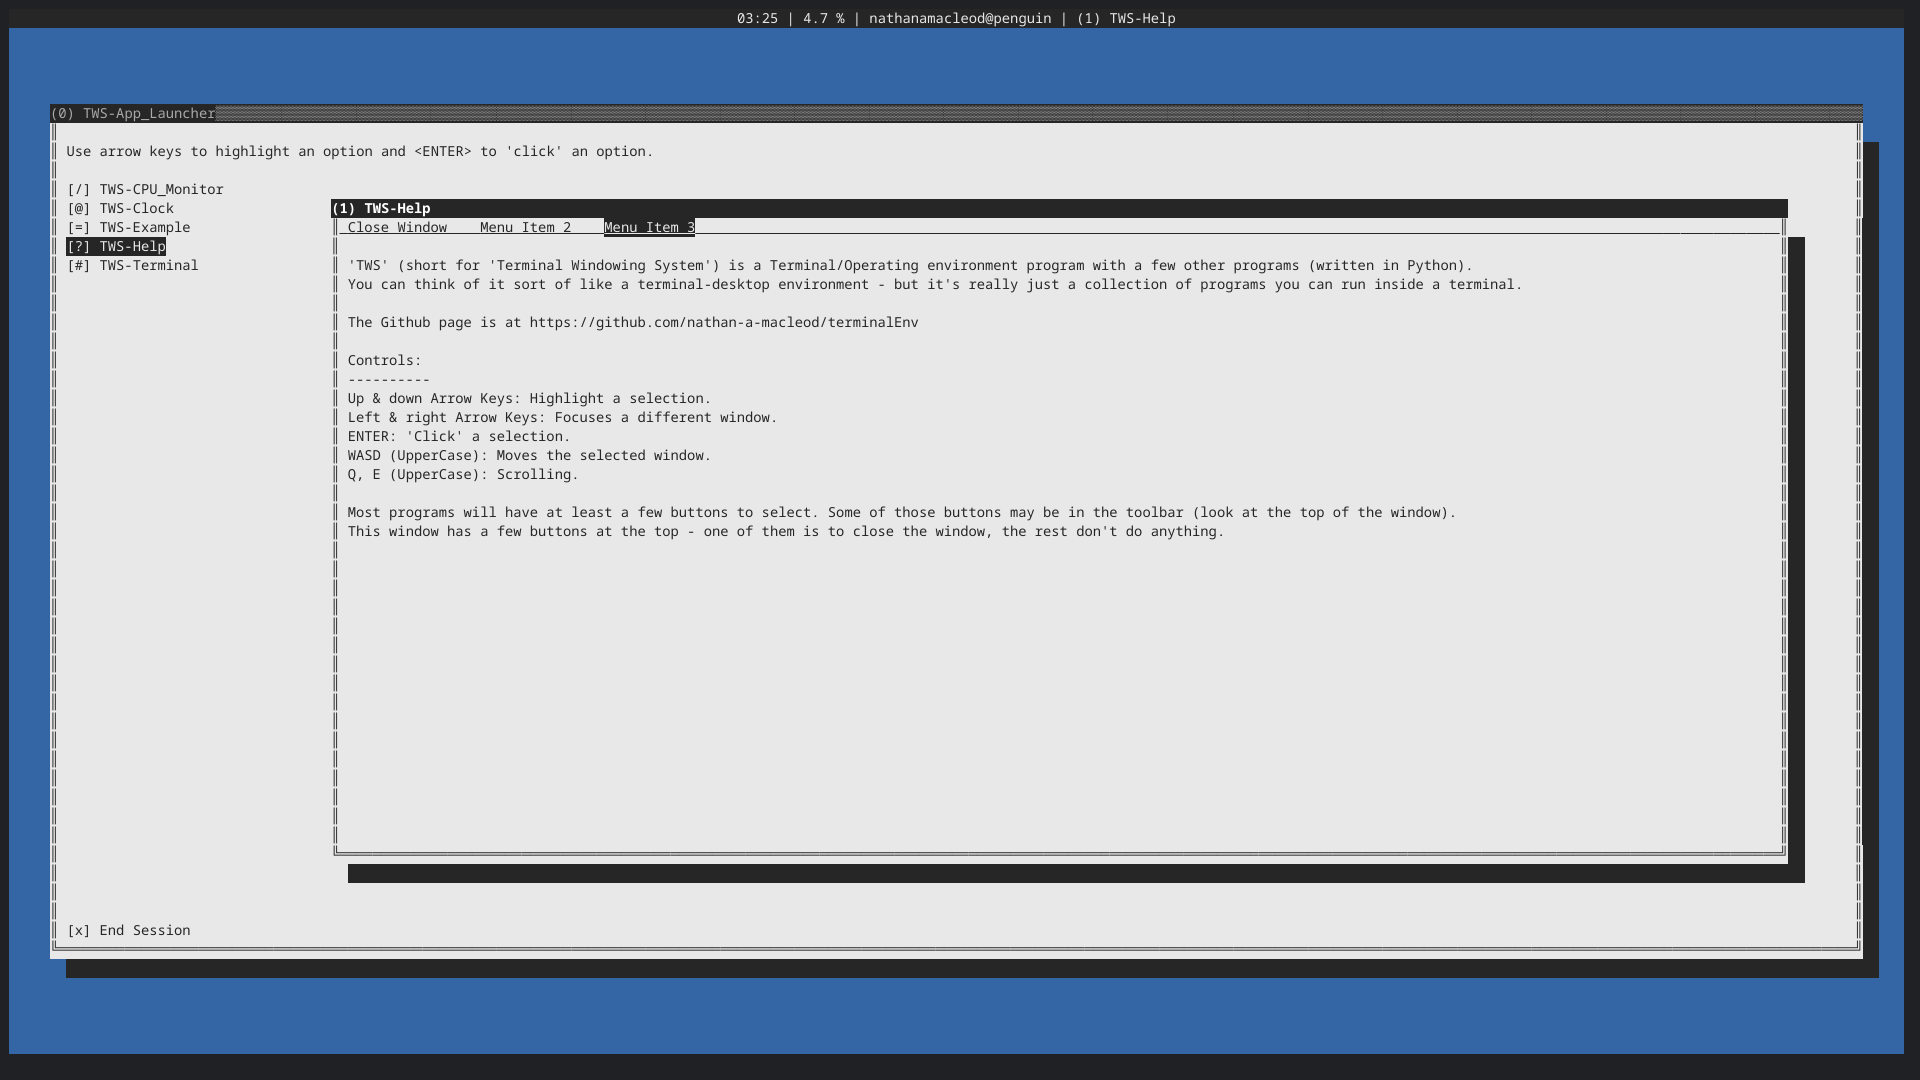 03:25 | 4.7 % | nathanamacleod@penguin | (1) TWS-Help
(0) TWS-App_Launcher
Use arrow keys to highlight an option and <ENTER> to 'click' an option.
[/] TWS-CPU_Monitor
[@] TWS-Clock
[=] TWS-Example
[?] TWS-Help
[#] TWS-Terminal
(1) TWS-Help
Close Window    Menu Item 2    Menu Item 3
'TWS' (short for 'Terminal Windowing System') is a Terminal/Operating environment program with a few other programs (written in Python).
You can think of it sort of like a terminal-desktop environment - but it's really just a collection of programs you can run inside a terminal.
The Github page is at https://github.com/nathan-a-macleod/terminalEnv
Controls:
----------
Up & down Arrow Keys: Highlight a selection.
Left & right Arrow Keys: Focuses a different window.
ENTER: 'Click' a selection.
WASD (UpperCase): Moves the selected window.
Q, E (UpperCase): Scrolling.
Most programs will have at least a few buttons to select. Some of those buttons may be in the toolbar (look at the top of the window).
This window has a few buttons at the top - one of them is to close the window, the rest don't do anything.
[x] End Session